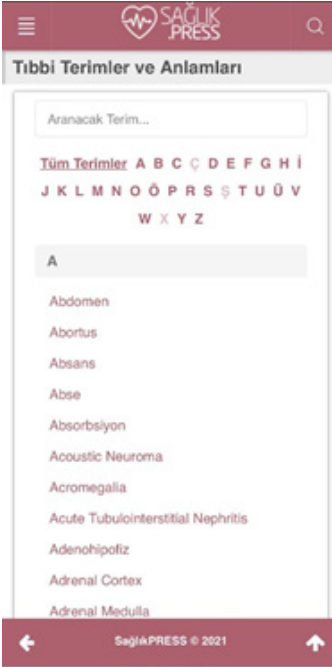 SAĞLIK
.PRESS
Tıbbi Terimler ve Anlamları
Aranacak Terim...
Tüm Terimler A B C Ç D E F G H İ
J K L M N O Ö P R S Ş T U Ü V
W X Y Z
A
Abdomen
Abortus
Absans
Abse
Absorbsiyon
Acoustic Neuroma
Acromegalia
Acute Tubulointerstitial Nephritis
Adenohipofiz
Adrenal Cortex
Adrenal Medulla
SağlıkPRESS © 2021